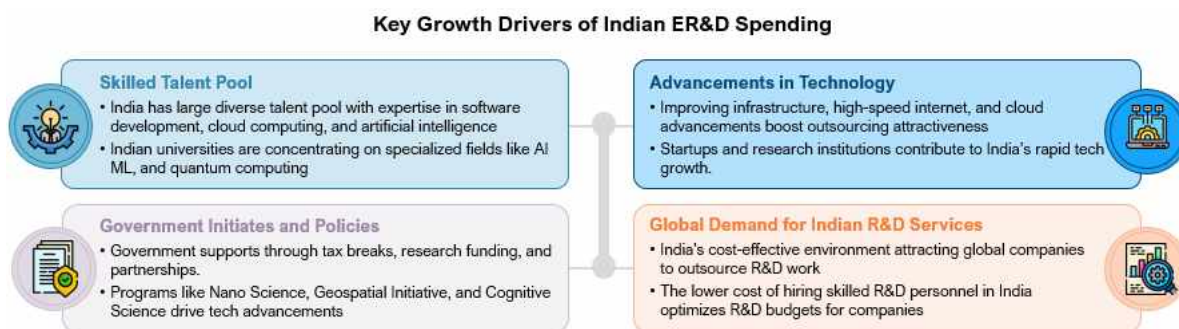 Key Growth Drivers of Indian ER&D Spending
Skilled Talent Pool
• India has large diverse talent pool with expertise in software
development, cloud computing, and artificial intelligence
• Indian universities are concentrating on specialized fields like AI
ML, and quantum computing
Advancements in Technology
• Improving infrastructure, high-speed internet, and cloud
advancements boost outsourcing attractiveness
• Startups and research institutions contribute to India's rapid tech
growth.
Government Initiates and Policies
• Government supports through tax breaks, research funding, and
partnerships.
• Programs like Nano Science, Geospatial Initiative, and Cognitive
Science drive tech advancements
Global Demand for Indian R&D Services
• India's cost-effective environment attracting global companies
to outsource R&D work
• The lower cost of hiring skilled R&D personnel in India
optimizes R&D budgets for companies